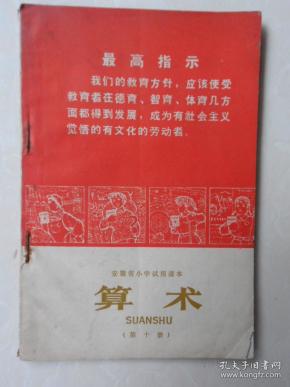 最高指示
我们的教育方针，应该使受
教育者在德育、智育、体育几方
面都得到发展，成为有社会主义
觉悟的有文化的劳动者。
安徽省小学试用课本
算术
SUANSHU
（第十册）
孔夫子旧书网